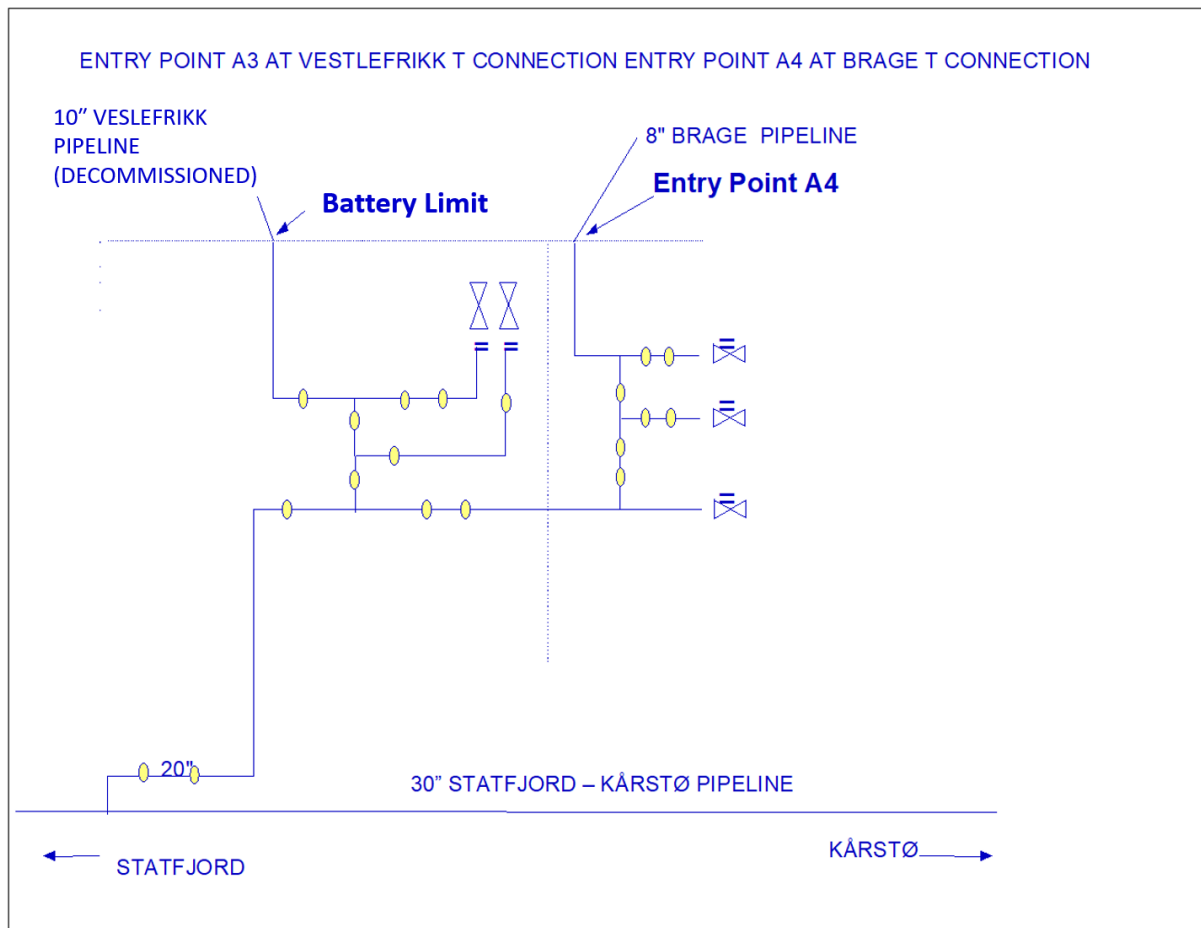 ENTRY POINT A3 AT VESTLEFRIKK T CONNECTION ENTRY POINT A4 AT BRAGE T CONNECTION
10” VESLEFRIKK
PIPELINE
(DECOMMISSIONED)
Battery Limit
8" BRAGE PIPELINE
Entry Point A4
20"
30” STATFJORD – KÅRSTØ PIPELINE
STATFJORD
KÅRSTØ